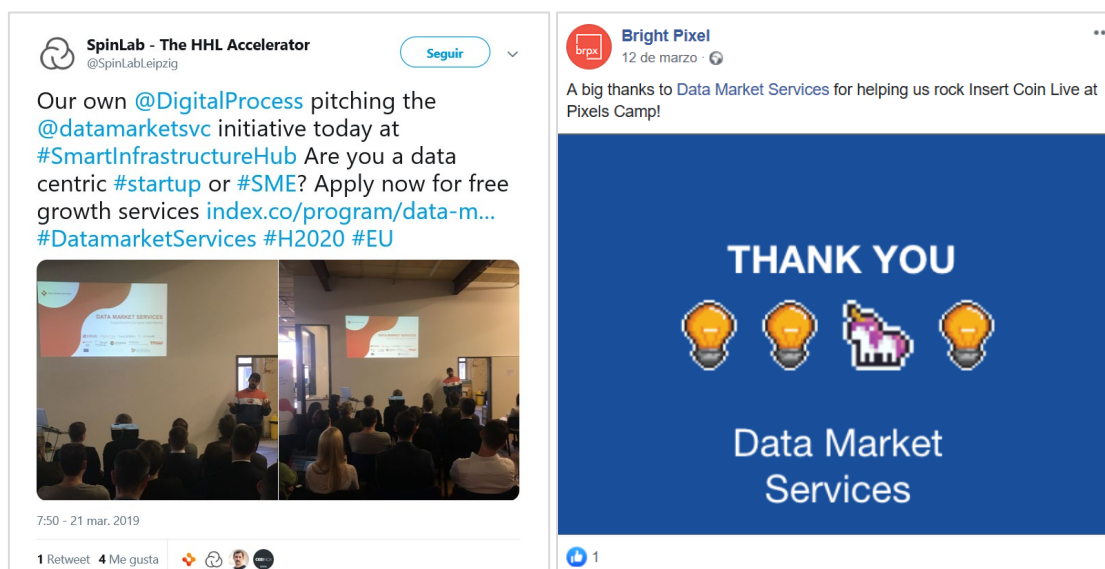 SpinLab - The HHL Accelerator
@SpinLabLeipzig
Seguir
Our own @DigitalProcess pitching the
@datamarketsvc initiative today at
#SmartInfrastructureHub Are you a data
centric #startup or #SME? Apply now for free
growth services index.co/program/data-m...
#DatamarketServices #H2020 #EU
DATA MARKET SERVICES
DATA MARKET SERVICES
7:50 - 21 mar. 2019
1 Retweet 4 Me gusta
brpx
Bright Pixel
12 de marzo ·
A big thanks to Data Market Services for helping us rock Insert Coin Live at
Pixels Camp!
THANK YOU
Data Market
Services
1